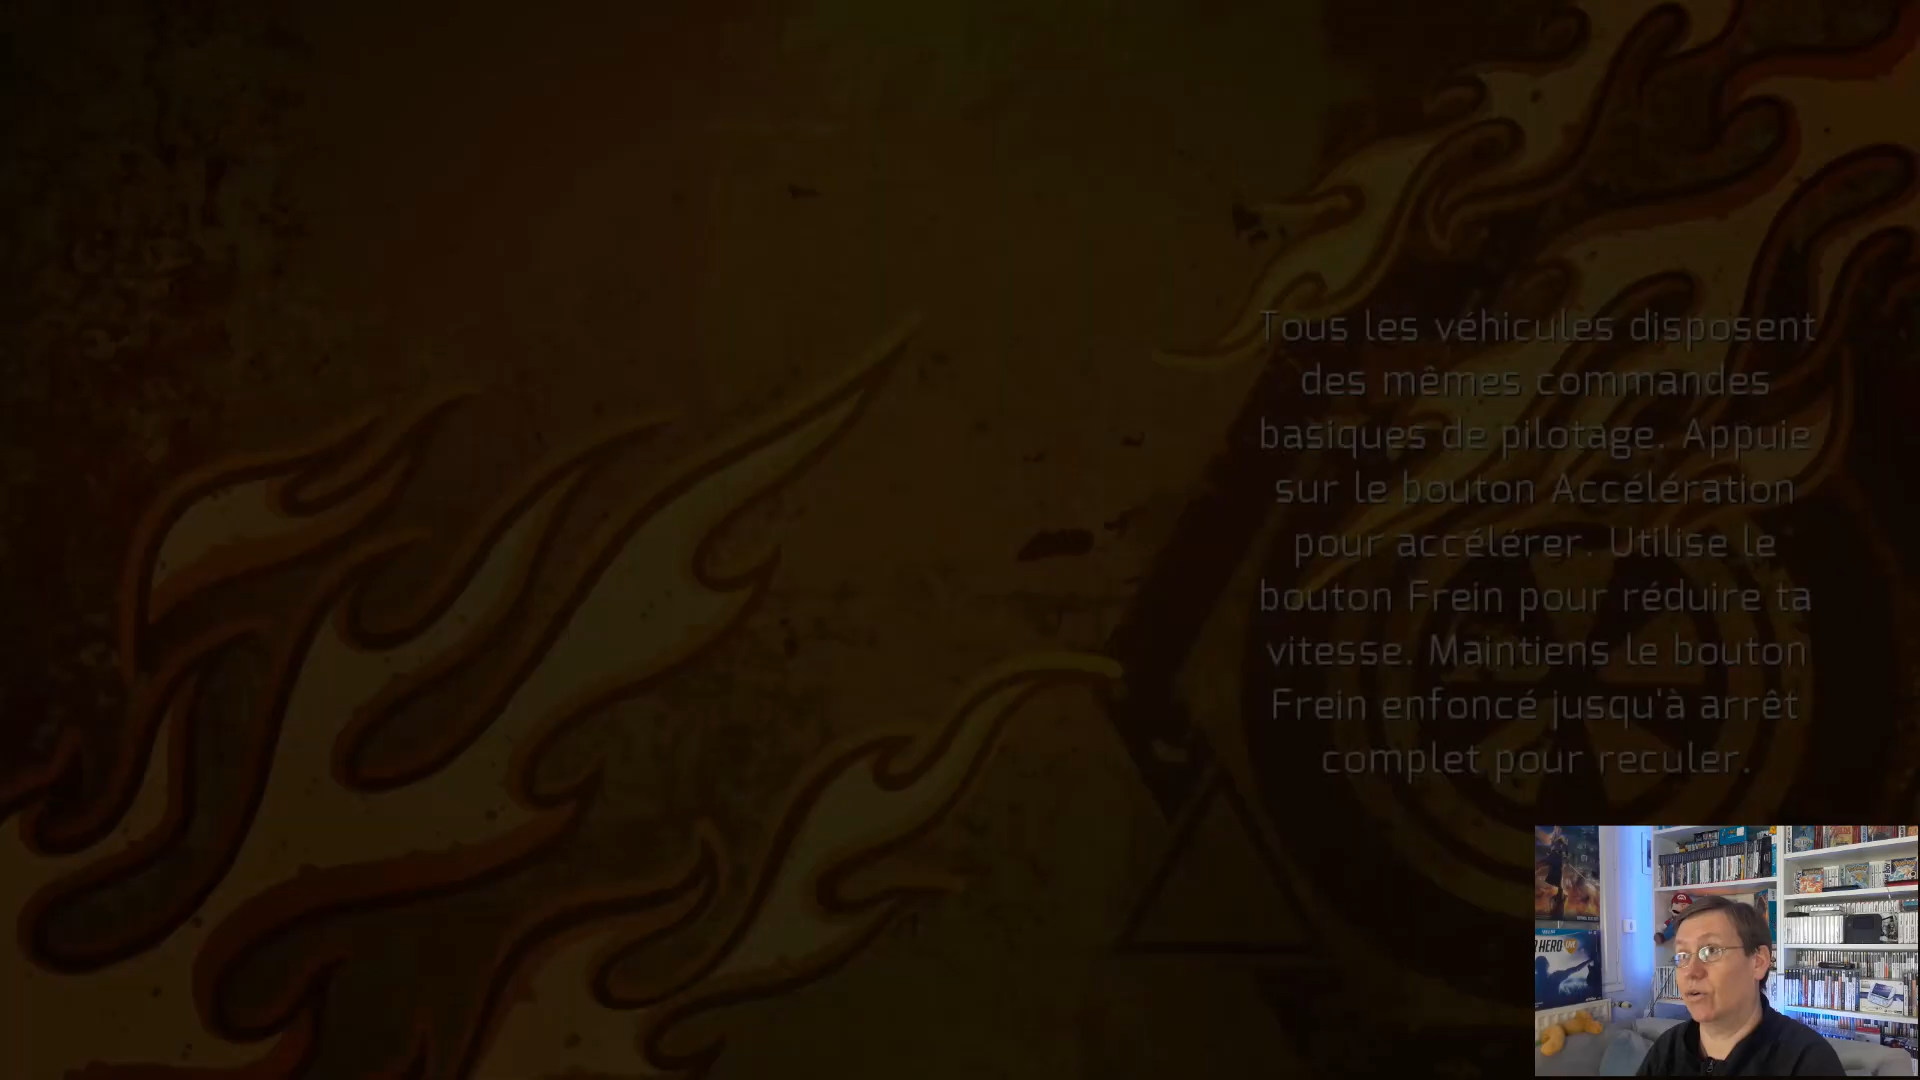 Tous les véhicules disposent
des mêmes commandes
basiques de pilotage. Appuie
sur le bouton Accélération
pour accélérer. Utilise le
bouton Frein pour réduire ta
vitesse. Maintiens le bouton
Frein enfoncé jusqu'à arrêt
complet pour reculer.
HERO